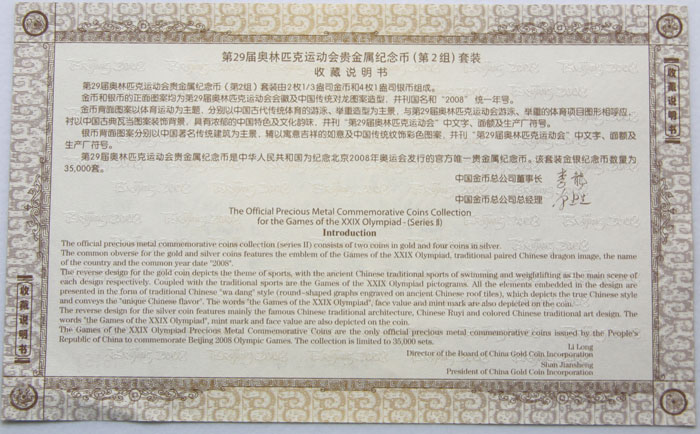 第29届奥林匹克运动会贵金属纪念币（第2组）套装
收藏说明书
第29届奥林匹克运动会贵金属纪念币（第2组）套装由2枚1/3盎司金币和4枚1盎司银币组成。
金币和银币的正面图案均为第29届奥林匹克运动会会徽及中国传统对龙图案造型，并刊国名和“2008”统一年号。
金币背面图案以体育运动为主题，分别以中国古代传统体育的游泳、举重造型为主景，与第29届奥林匹克运动会游泳、举重的体育项目图形相呼应，
衬以中国古典瓦当图案装饰背景，具有浓郁的中国特色及文化韵味，并刊“第29届奥林匹克运动会”中文字、面额及生产厂符号。
银币背面图案分别以中国著名传统建筑为主景，辅以寓意吉祥的如意及中国传统纹饰彩色图案，并刊“第29届奥林匹克运动会”中文字、面额及
生产厂符号。
第29届奥林匹克运动会贵金属纪念币是中华人民共和国为纪念北京2008年奥运会发行的官方唯一贵金属纪念币。该套装金银纪念币数量为
35,000套。
中国金币总公司董事长
中国金币总公司总经理
The Official Precious Metal Commemorative Coins Collection
for the Games of the XXIX Olympiad - (Series Ⅱ)
Introduction
The official precious metal commemorative coins collection (series II) consists of two coins in gold and four coins in silver.
The common obverse for the gold and silver coins features the emblem of the Games of the XXIX Olympiad, traditional paired Chinese dragon image, the name
of the country and the common year date "2008".
The reverse design for the gold coin depicts the theme of sports, with the ancient Chinese traditional sports of swimming and weightlifting as the main scene of
each design respectively. Coupled with the traditional sports are the Games of the XXIX Olympiad pictograms. All the elements embedded in the design are
presented in the form of traditional Chinese "wa dang" style (round-shaped graphs engraved on ancient Chinese roof tiles), which depicts the true Chinese style
and conveys the "unique Chinese flavor". The words "the Games of the XXIX Olympiad", face value and mint mark are also depicted on the coin.
The reverse design for the silver coin features mainly the famous Chinese traditional architecture, Chinese Ruyi and colored Chinese traditional art design. The
words "the Games of the XXIX Olympiad", mint mark and face value are also depicted on the coin.
The Games of the XXIX Olympiad Precious Metal Commemorative Coins are the only official precious metal commemorative coins issued by the People's
Republic of China to commemorate Beijing 2008 Olympic Games. The collection is limited to 35,000 sets.
Li Long
Director of the Board of China Gold Coin Incorporation
Shan Jiansheng
President of China Gold Coin Incorporation
收藏说明书
收藏说明书